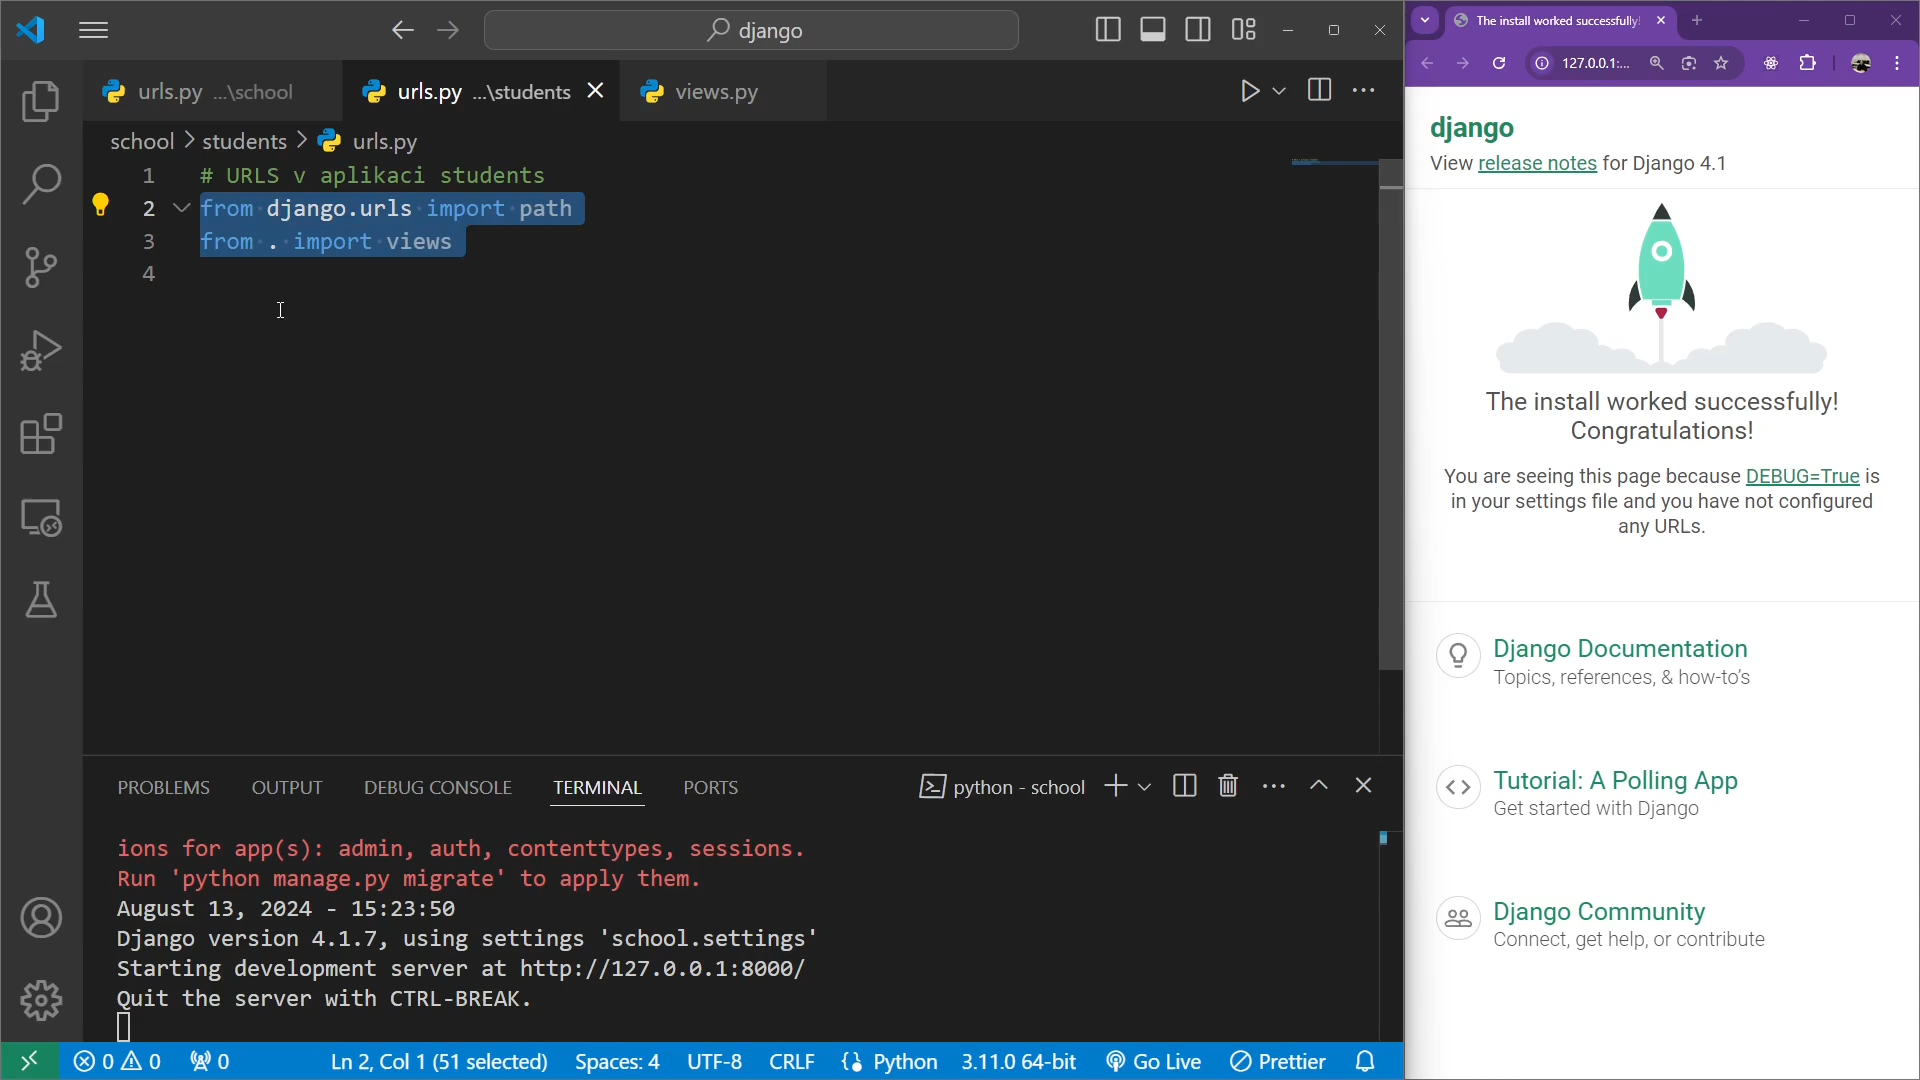 django
urls.py ...\school
urls.py ...\students
views.py
school > students > urls.py
1 # URLS v aplikaci students
2 from django.urls import path
3 from . import views
4
PROBLEMS
OUTPUT
DEBUG CONSOLE
TERMINAL
PORTS
python - school
ions for app(s): admin, auth, contenttypes, sessions.
Run 'python manage.py migrate' to apply them.
August 13, 2024 - 15:23:50
Django version 4.1.7, using settings 'school.settings'
Starting development server at http://127.0.0.1:8000/
Quit the server with CTRL-BREAK.
0 0 0 Ln 2, Col 1 (51 selected) Spaces: 4 UTF-8 CRLF {} Python 3.11.0 64-bit Go Live Prettier
The install worked successfully!
127.0.0.1:...
django
View release notes for Django 4.1
The install worked successfully!
Congratulations!
You are seeing this page because DEBUG=True is
in your settings file and you have not configured
any URLs.
Django Documentation
Topics, references, & how-to's
Tutorial: A Polling App
Get started with Django
Django Community
Connect, get help, or contribute